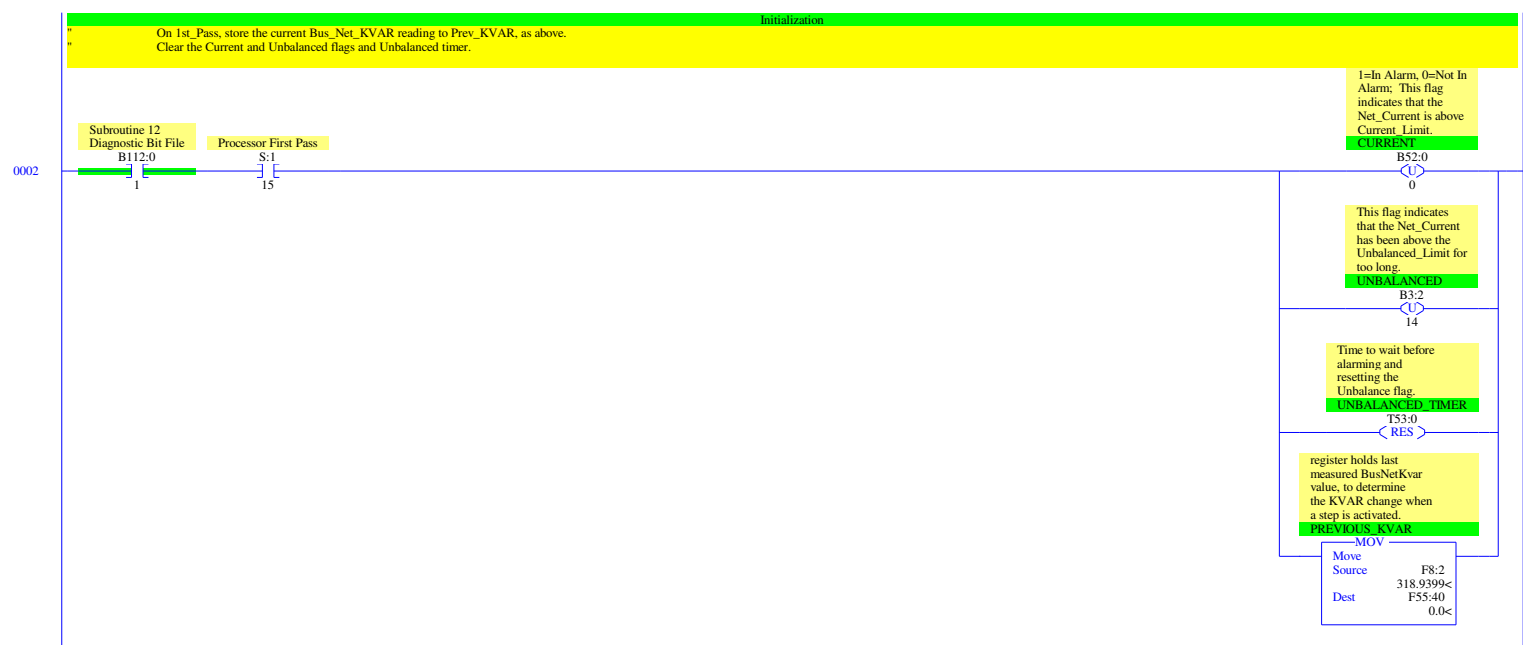 Initialization
" On 1st_Pass, store the current Bus_Net_KVAR reading to Prev_KVAR, as above.
" Clear the Current and Unbalanced flags and Unbalanced timer.
1=In Alarm, 0=Not In
Alarm; This flag
indicates that the
Net_Current is above
Current_Limit.
CURRENT
B52:0
U
0
Subroutine 12
Diagnostic Bit File
B112:0
1
Processor First Pass
S:1
15
0002
This flag indicates
that the Net_Current
has been above the
Unbalanced_Limit for
too long.
UNBALANCED
B3:2
U
14
Time to wait before
alarming and
resetting the
Unbalance flag.
UNBALANCED_TIMER
T53:0
RES
register holds last
measured BusNetKvar
value, to determine
the KVAR change when
a step is activated.
PREVIOUS_KVAR
MOV
Move
Source F8:2
318.9399<
Dest F55:40
0.0<